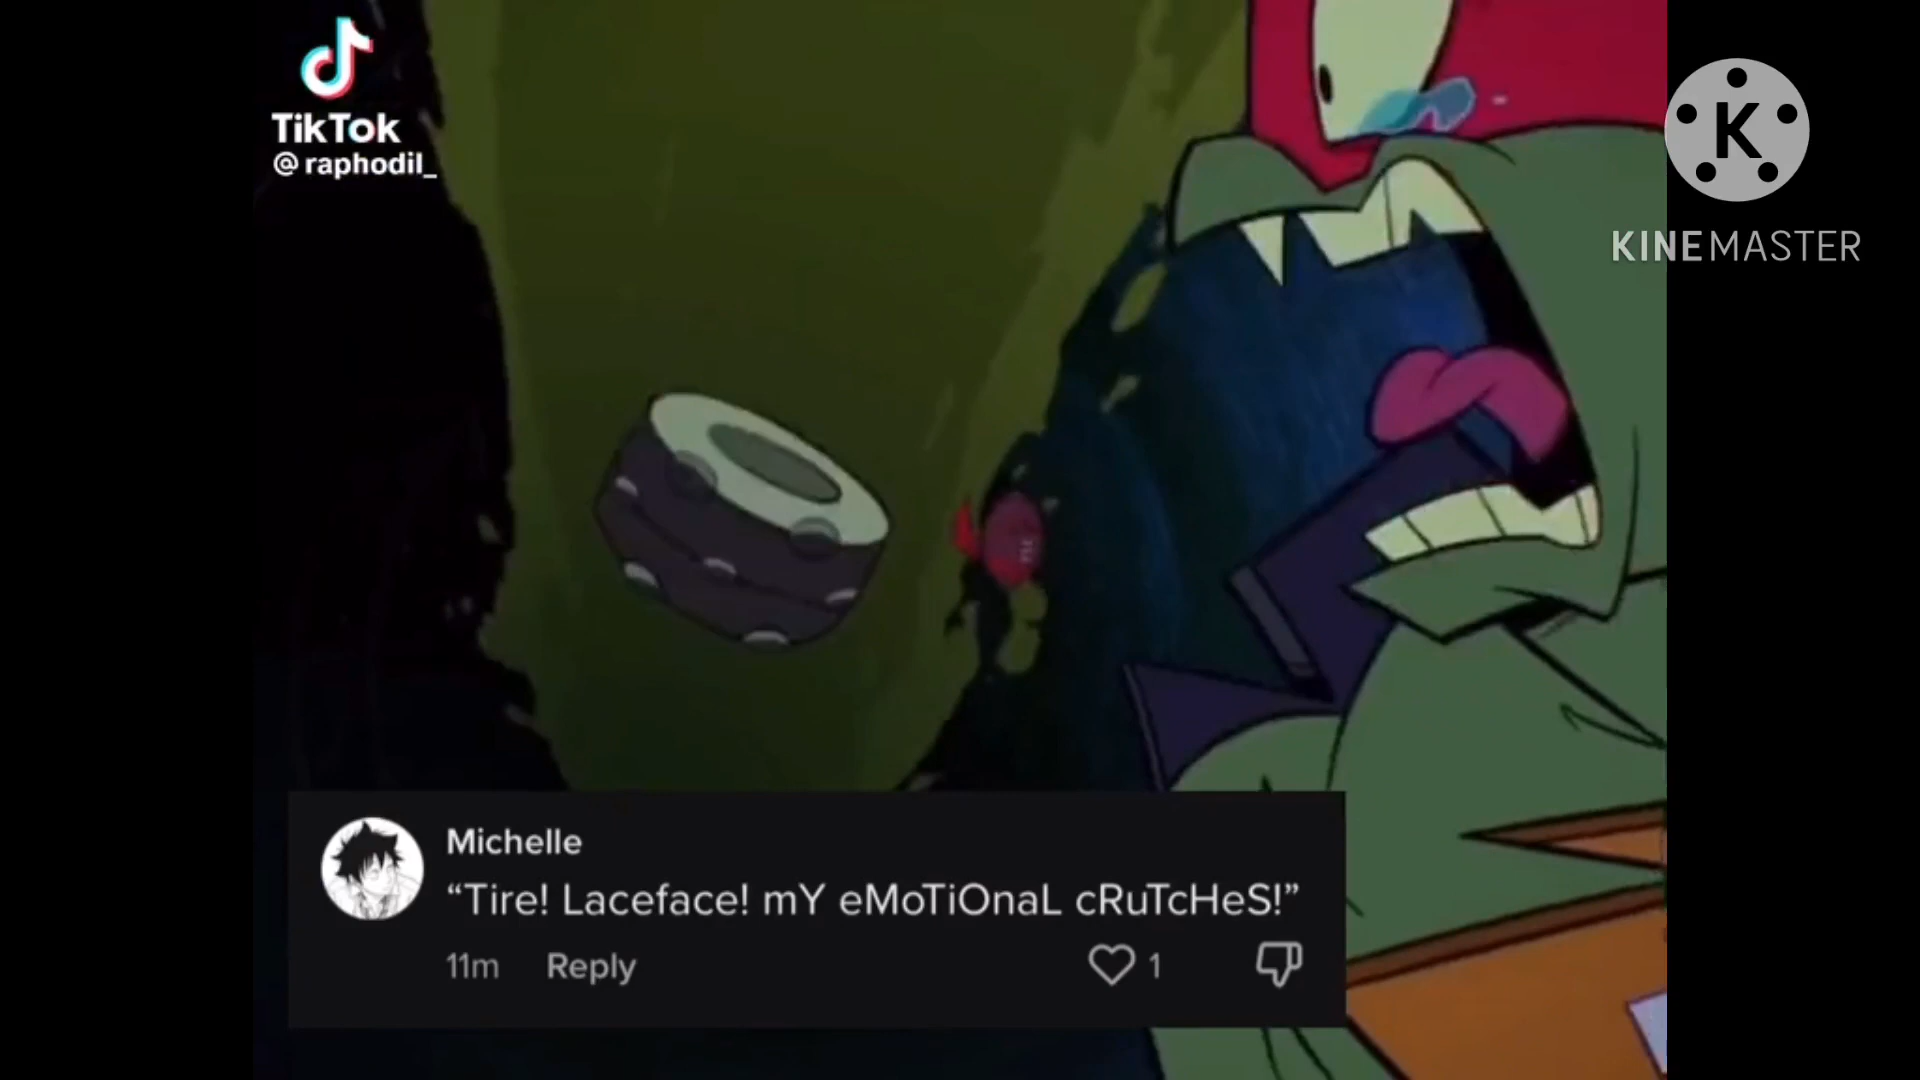 TikTok
@raphodil_
K
KINEMASTER
Michelle
“Tire! Laceface! mY eMoTiOnaL cRuTcHeS!”
11m Reply 1